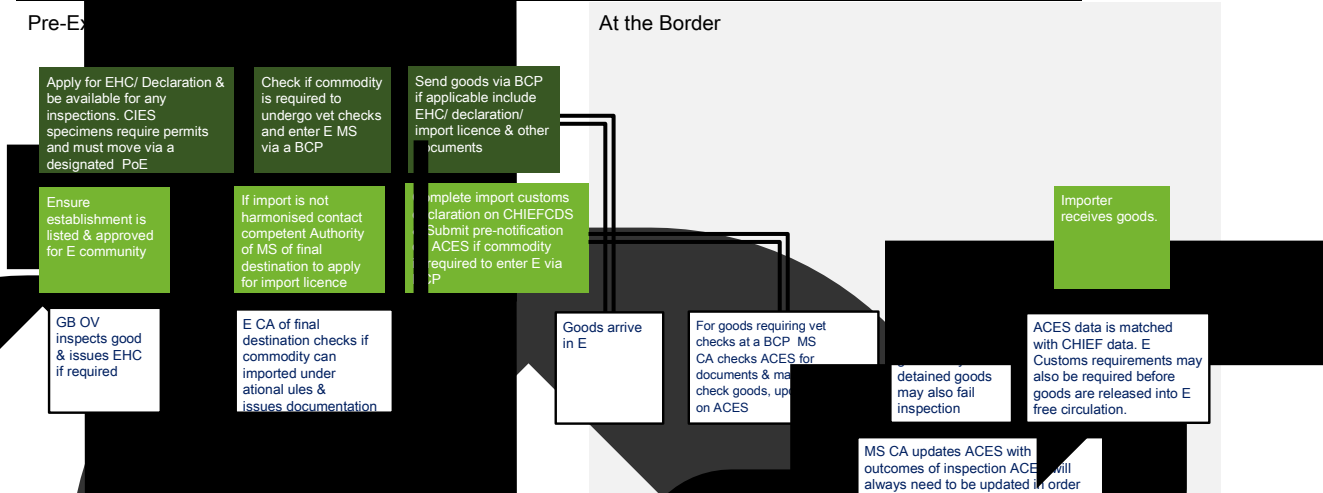 Pre-Ex
At the Border
Apply for EHC/ Declaration &
be available for any
inspections. CIES
specimens require permits
and must move via a
designated PoE
Check if commodity
is required to
undergo vet checks
and enter E MS
via a BCP
Send goods via BCP
if applicable include
EHC/ declaration/
import licence & other
ocuments
Ensure
establishment is
listed & approved
for E community
If import is not
harmonised contact
competent Authority
of MS of final
destination to apply
for import licence
omplete import customs
claration on CHIEFCDS
Submit pre-notification
ACES if commodity
required to enter E via
CP
Importer
receives goods.
GB OV
inspects good
& issues EHC
if required
E CA of final
destination checks if
commodity can
imported under
ational ules &
issues documentation
Goods arrive
in E
For goods requiring vet
checks at a BCP MS
CA checks ACES for
documents & ma
check goods, upd
on ACES
detained goods
may also fail
inspection
ACES data is matched
with CHIEF data. E
Customs requirements may
also be required before
goods are released into E
free circulation.
MS CA updates ACES with
outcomes of inspection ACE will
always need to be updated in order